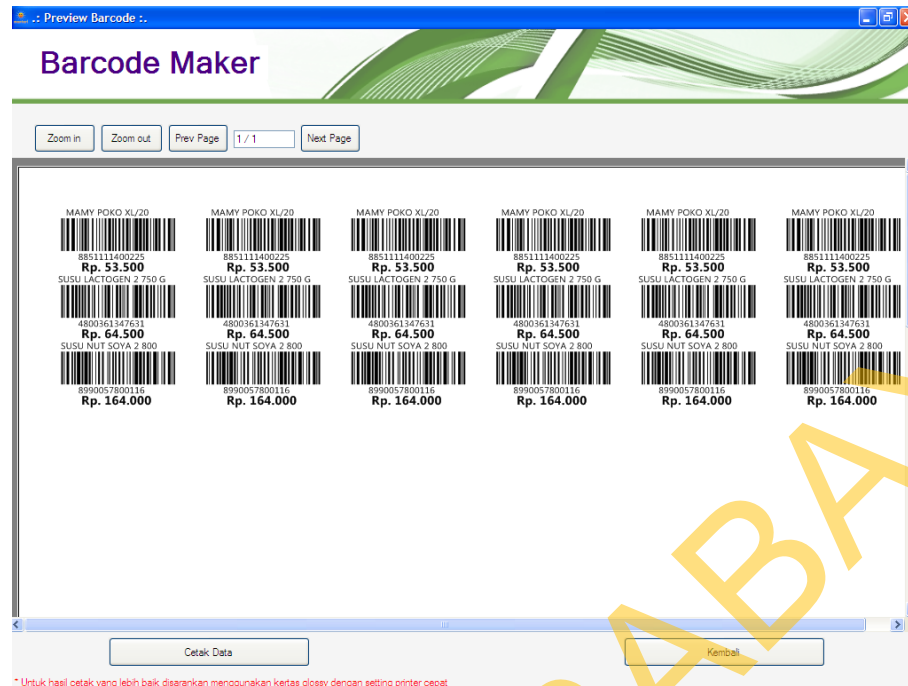 .: Preview Barcode :.
Barcode Maker
Zoom in Zoom out Prev Page 1 / 1 Next Page
MAMY POKO XL/20 MAMY POKO XL/20 MAMY POKO XL/20 MAMY POKO XL/20 MAMY POKO XL/20 MAMY POKO XL/20
8851111400225 8851111400225 8851111400225 8851111400225 8851111400225 8851111400225
Rp. 53.500 Rp. 53.500 Rp. 53.500 Rp. 53.500 Rp. 53.500 Rp. 53.500
SUSU LACTOGEN 2 750 G SUSU LACTOGEN 2 750 G SUSU LACTOGEN 2 750 G SUSU LACTOGEN 2 750 G SUSU LACTOGEN 2 750 G SUSU LACTOGEN 2 750 G
4800361347631 4800361347631 4800361347631 4800361347631 4800361347631 4800361347631
Rp. 64.500 Rp. 64.500 Rp. 64.500 Rp. 64.500 Rp. 64.500 Rp. 64.500
SUSU NUT SOYA 2 800 SUSU NUT SOYA 2 800 SUSU NUT SOYA 2 800 SUSU NUT SOYA 2 800 SUSU NUT SOYA 2 800 SUSU NUT SOYA 2 800
8990057800116 8990057800116 8990057800116 8990057800116 8990057800116 8990057800116
Rp. 164.000 Rp. 164.000 Rp. 164.000 Rp. 164.000 Rp. 164.000 Rp. 164.000
Cetak Data Kembali
* Untuk hasil cetak yang lebih baik disarankan menggunakan kertas glossy dengan setting printer cepat